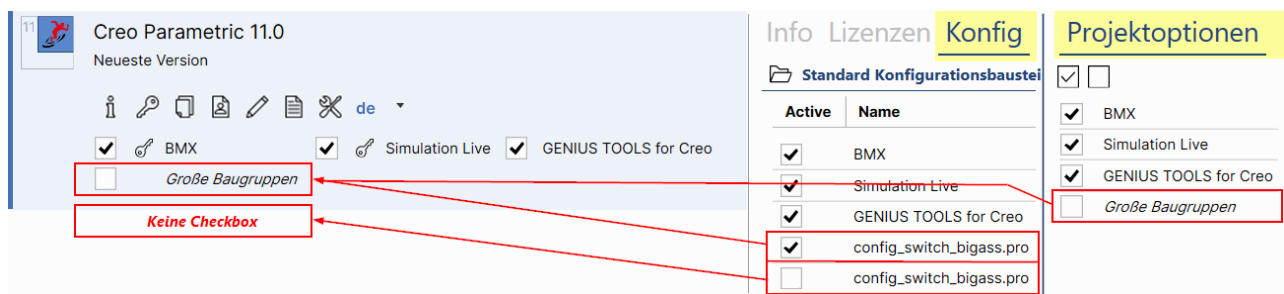 11
Creo Parametric 11.0
Neueste Version
de
BMX
Simulation Live
GENIUS TOOLS for Creo
Große Baugruppen
Keine Checkbox
Info Lizenzen Konfig
Standard Konfigurationsbaustei
Active Name
BMX
Simulation Live
GENIUS TOOLS for Creo
config_switch_bigass.pro
config_switch_bigass.pro
Projektoptionen
BMX
Simulation Live
GENIUS TOOLS for Creo
Große Baugruppen